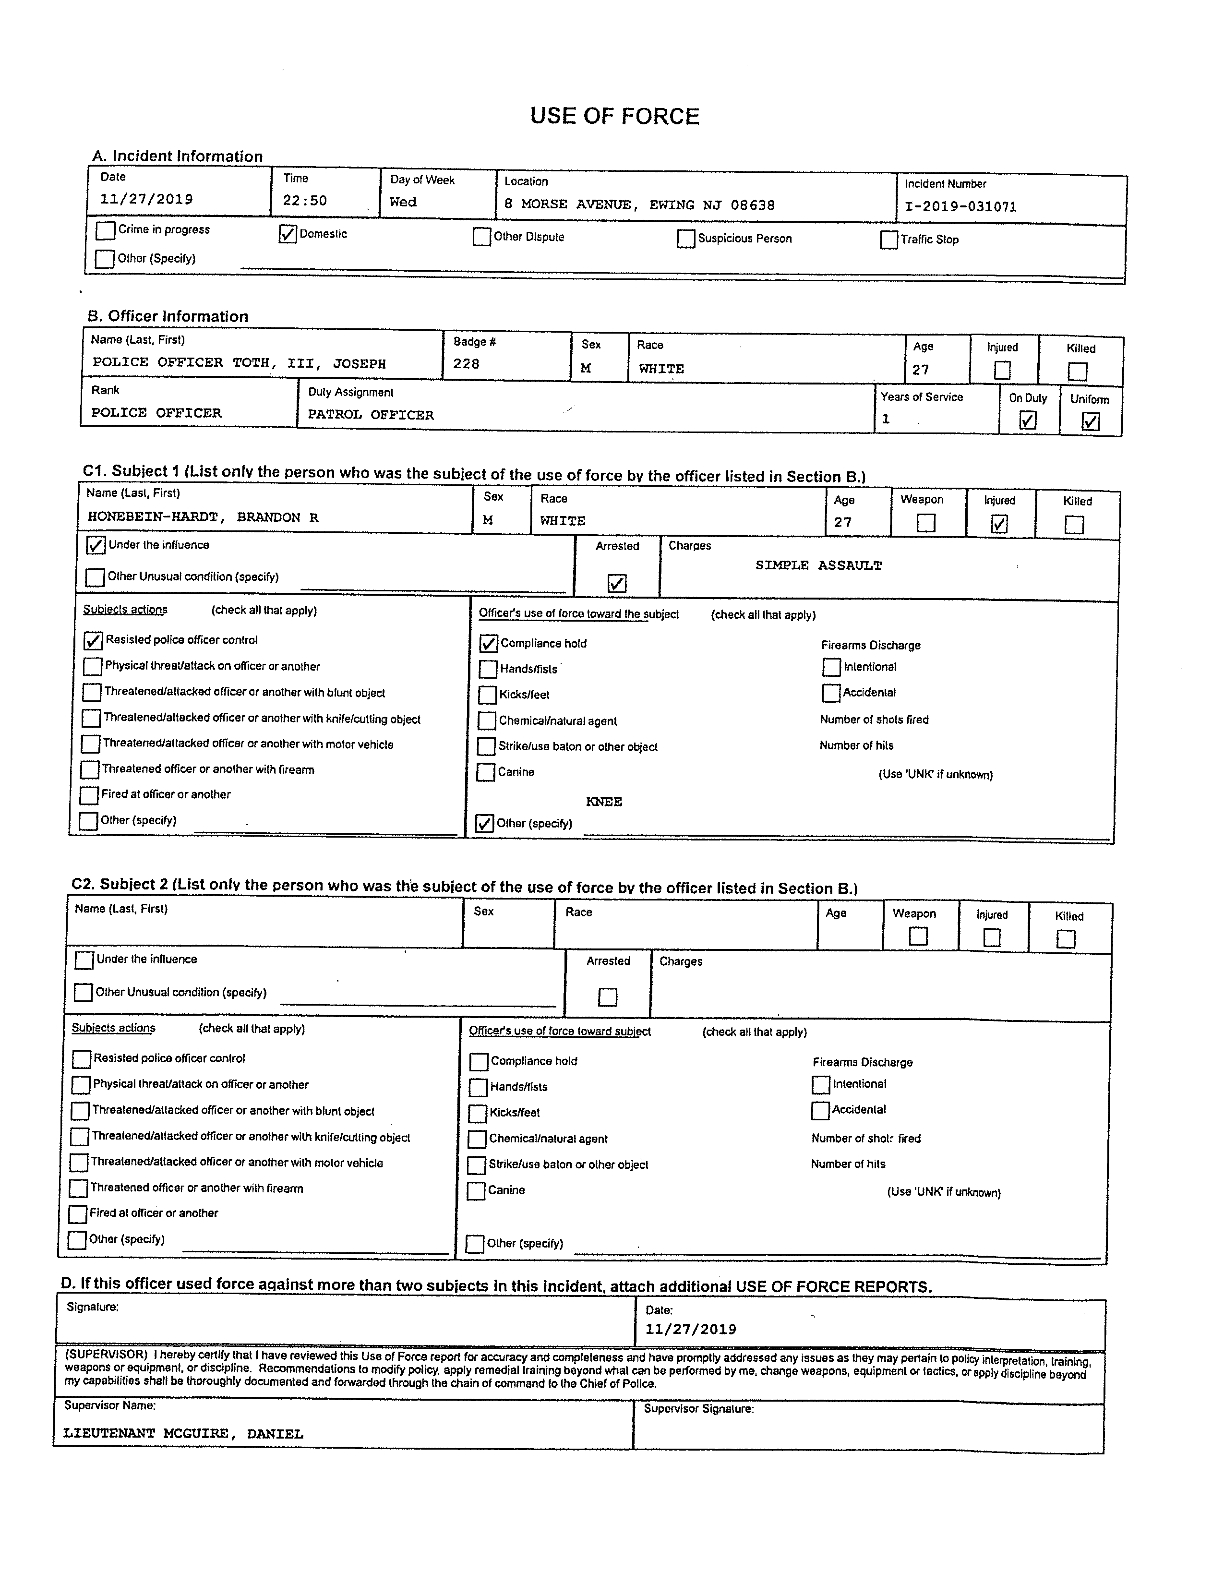 USE OF FORCE
A. Incident Information
Date Time Day of Week Location Incident Number
11/27/2019 22:50 Wed 8 MORSE AVENUE, EWING NJ 08638 I-2019-031071
Crime in progress Domestic Other Dispute Suspicious Person Traffic Stop
Other (Specify)
B. Officer Information
Name (Last, First) Badge # Sex Race Age Injured Killed
POLICE OFFICER TOTH, III, JOSEPH 228 M WHITE 27
Rank Duty Assignment Years of Service On Duty Uniform
POLICE OFFICER PATROL OFFICER 1
C1. Subject 1 (List only the person who was the subject of the use of force by the officer listed in Section B.)
Name (Last, First) Sex Race Age Weapon Injured Killed
HONEBEIN-HARDT, BRANDON R M WHITE 27
Under the influence Arrested Charges
SIMPLE ASSAULT
Other Unusual condition (specify)
Subjects actions (check all that apply) Officer's use of force toward the subject (check all that apply)
Resisted police officer control Compliance hold Firearms Discharge
Physical threat/attack on officer or another Hands/fists Intentional
Threatened/attacked officer or another with blunt object Kicks/feet Accidental
Threatened/attacked officer or another with knife/cutting object Chemical/natural agent Number of shots fired
Threatened/attacked officer or another with motor vehicle Strike/use baton or other object Number of hits
Threatened officer or another with firearm Canine (Use 'UNK' if unknown)
Fired at officer or another KNEE
Other (specify) Other (specify)
C2. Subject 2 (List only the person who was the subject of the use of force by the officer listed in Section B.)
Name (Last, First) Sex Race Age Weapon Injured Killed
Under the influence Arrested Charges
Other Unusual condition (specify)
Subjects actions (check all that apply) Officer's use of force toward subject (check all that apply)
Resisted police officer control Compliance hold Firearms Discharge
Physical threat/attack on officer or another Hands/fists Intentional
Threatened/attacked officer or another with blunt object Kicks/feet Accidental
Threatened/attacked officer or another with knife/cutting object Chemical/natural agent Number of shots fired
Threatened/attacked officer or another with motor vehicle Strike/use baton or other object Number of hits
Threatened officer or another with firearm Canine (Use 'UNK' if unknown)
Fired at officer or another
Other (specify) Other (specify)
D. If this officer used force against more than two subjects in this incident, attach additional USE OF FORCE REPORTS.
Signature: Date:
11/27/2019
(SUPERVISOR) I hereby certify that I have reviewed this Use of Force report for accuracy and completeness and have promptly addressed any issues as they may pertain to policy interpretation, training,
weapons or equipment, or discipline. Recommendations to modify policy, apply remedial training beyond what can be performed by me, change weapons, equipment or tactics, or apply discipline beyond
my capabilities shall be thoroughly documented and forwarded through the chain of command to the Chief of Police.
Supervisor Name: Supervisor Signature:
LIEUTENANT MCGUIRE, DANIEL